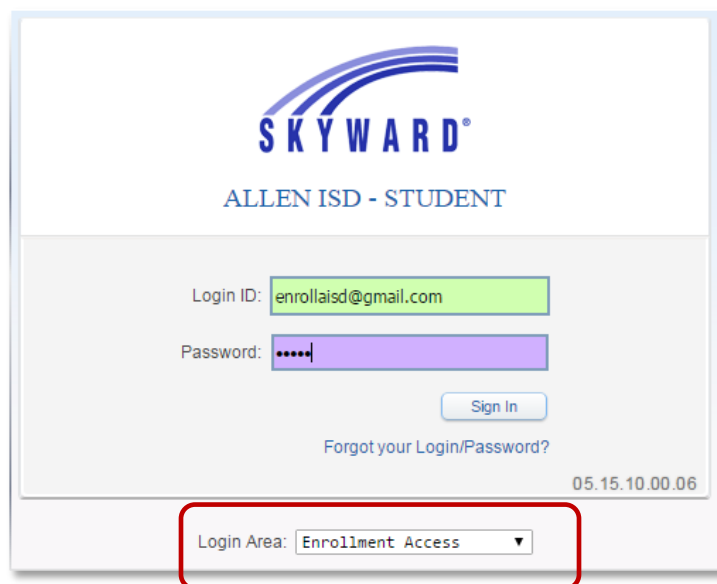 SKYWARD®
ALLEN ISD - STUDENT
Login ID: enrollaisd@gmail.com
Password: •••••
Sign In
Forgot your Login/Password?
05.15.10.00.06
Login Area: Enrollment Access ▼